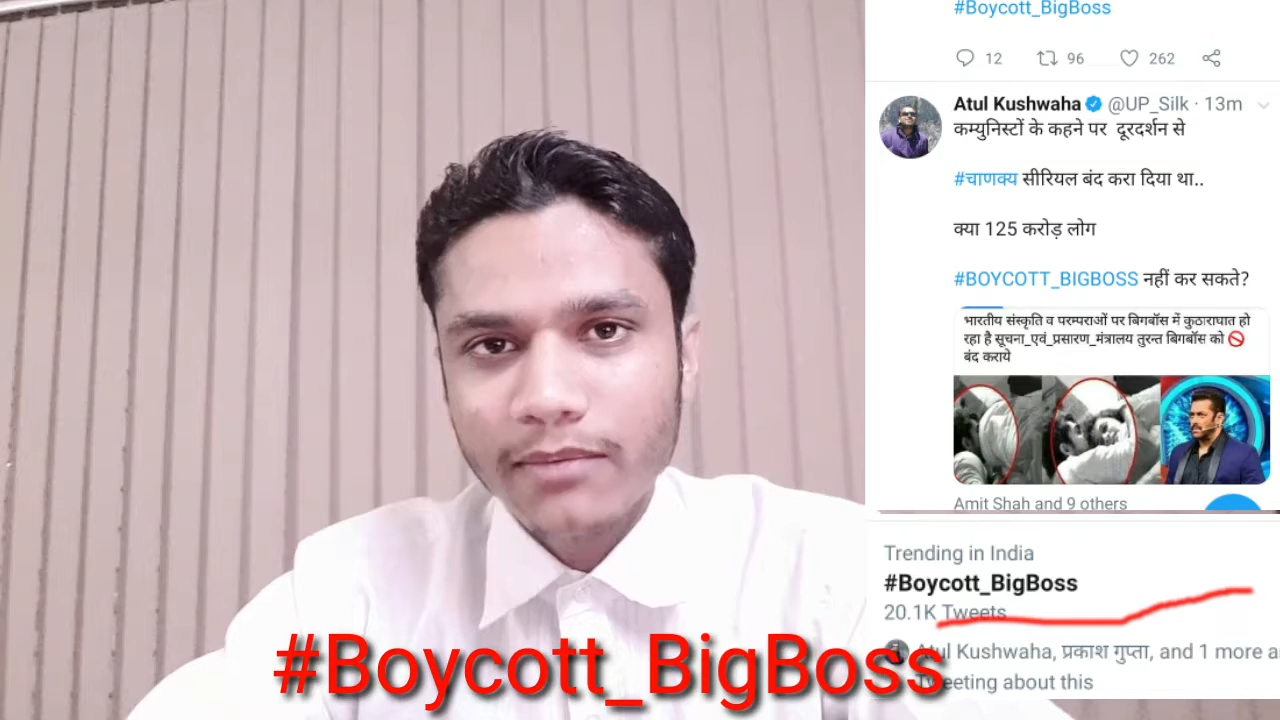 #Boycott_BigBoss
12 96 262
Atul Kushwaha @UP_Silk · 13m
कम्युनिस्टों के कहने पर दूरदर्शन से
#चाणक्य सीरियल बंद करा दिया था..
क्या 125 करोड़ लोग
#BOYCOTT_BIGBOSS नहीं कर सकते?
भारतीय संस्कृति व परम्पराओं पर बिगबॉस में कुठाराघात हो
रहा है सूचना_एवं_प्रसारण_मंत्रालय तुरन्त बिगबॉस को 🚫
बंद कराये
Amit Shah and 9 others
Trending in India
#Boycott_BigBoss
20.1K Tweets
Atul Kushwaha, प्रकाश गुप्ता, and 1 more a
Tweeting about this
#Boycott_BigBoss